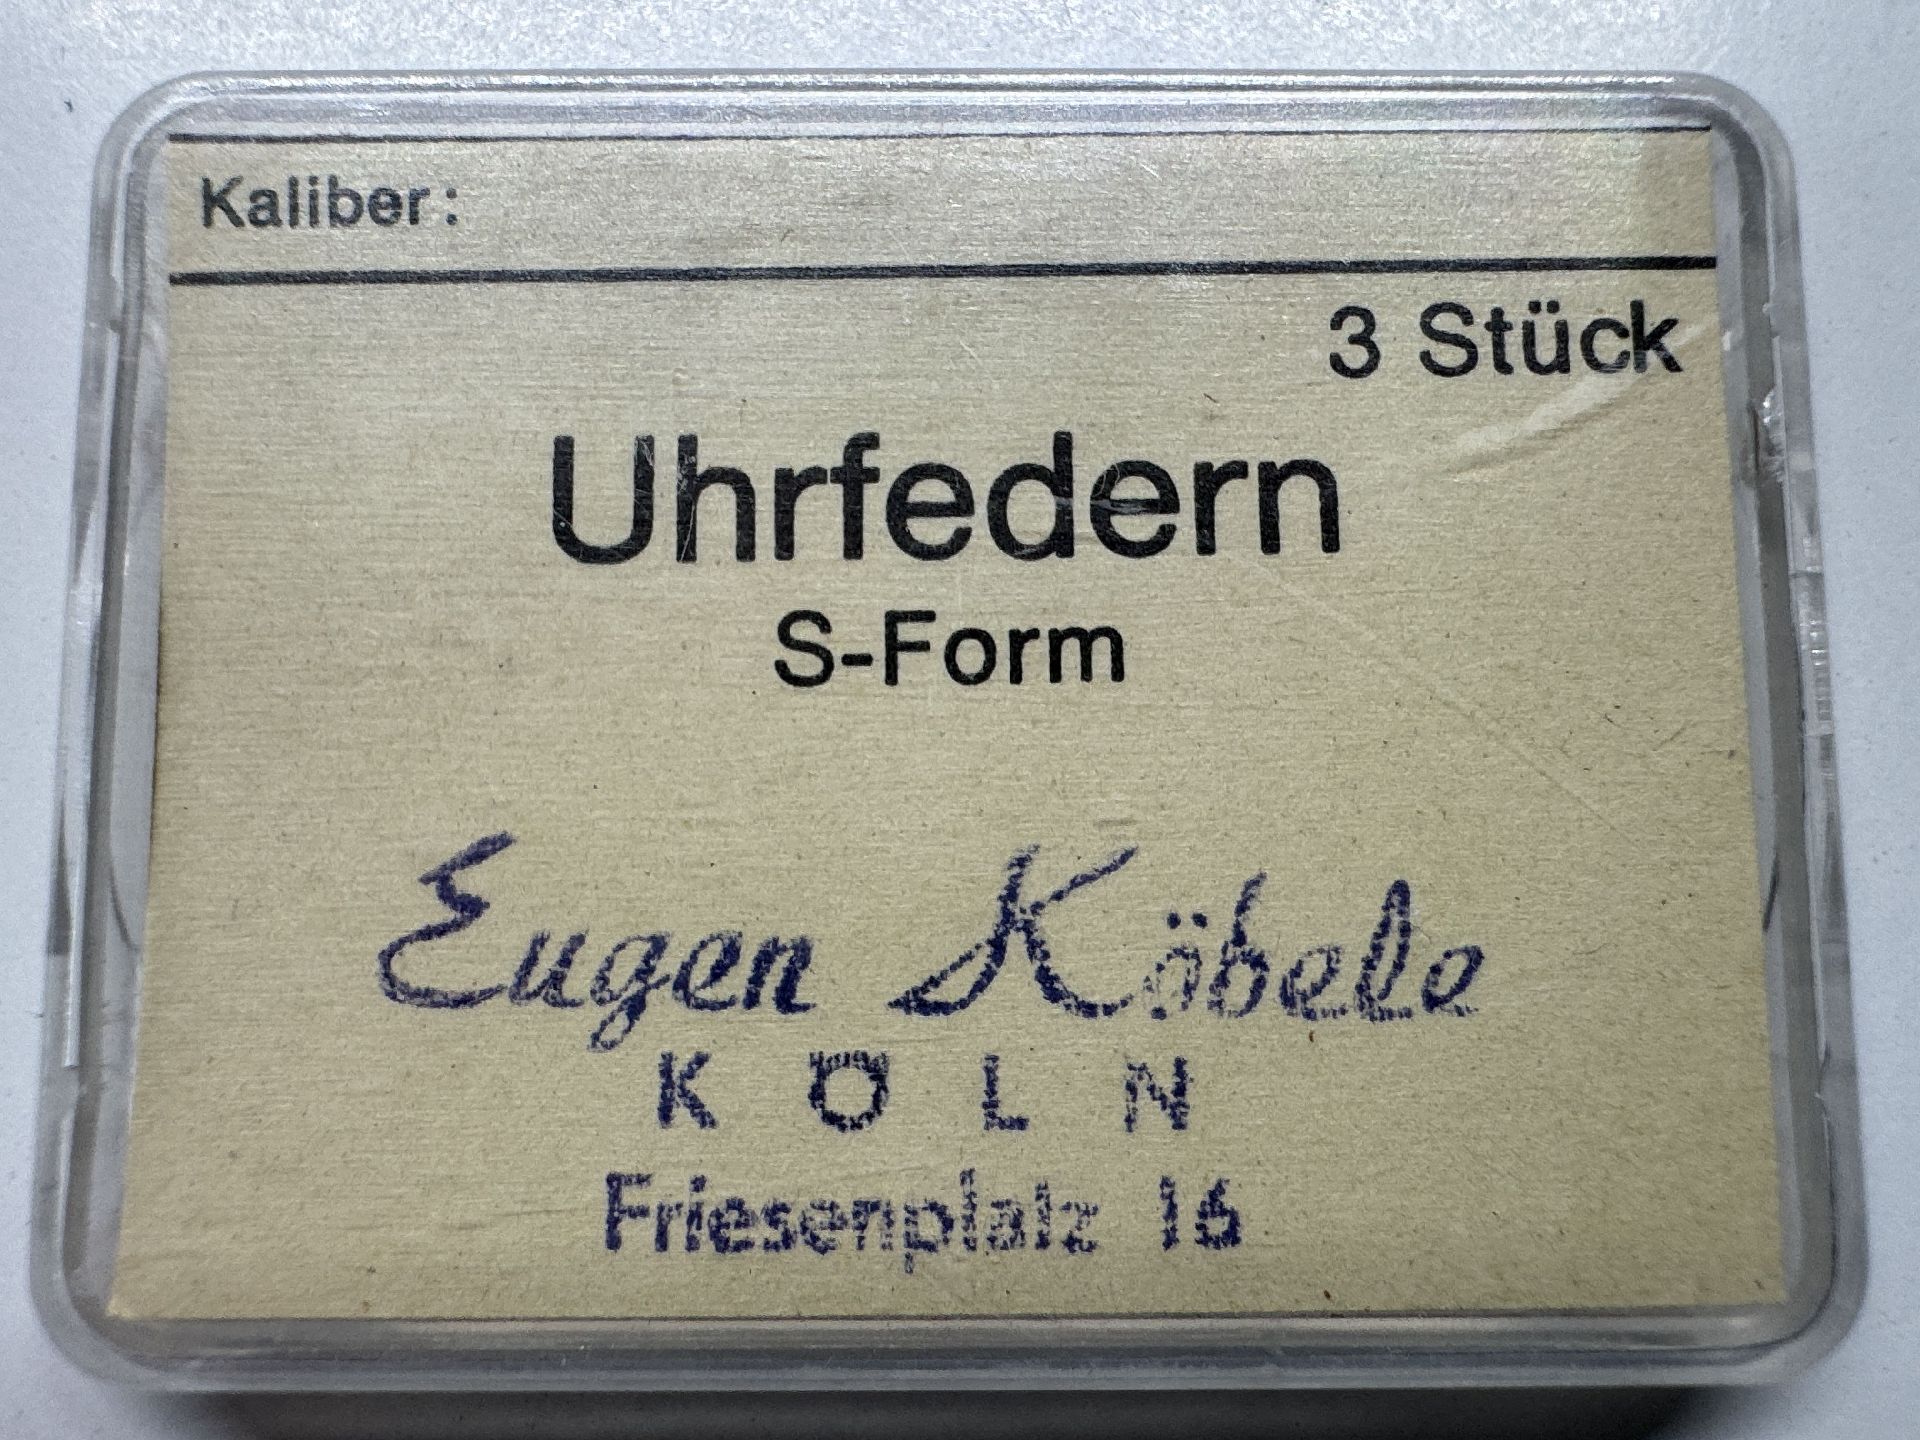 Kaliber:
3 Stück
Uhrfedern
S-Form
Eugen Köbele
KÖLN
Friesenplatz 16